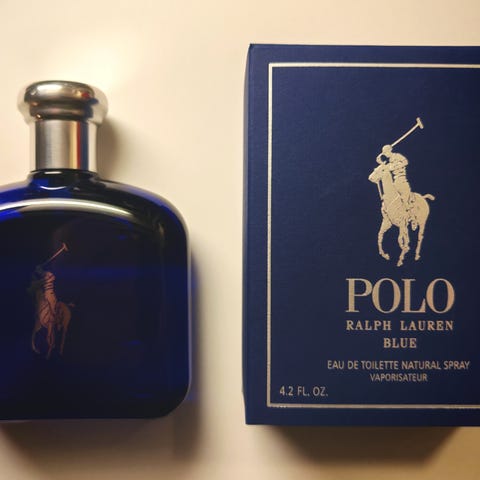 POLO
RALPH LAUREN
BLUE
EAU DE TOILETTE NATURAL SPRAY
VAPORISATEUR
4.2 FL. OZ.